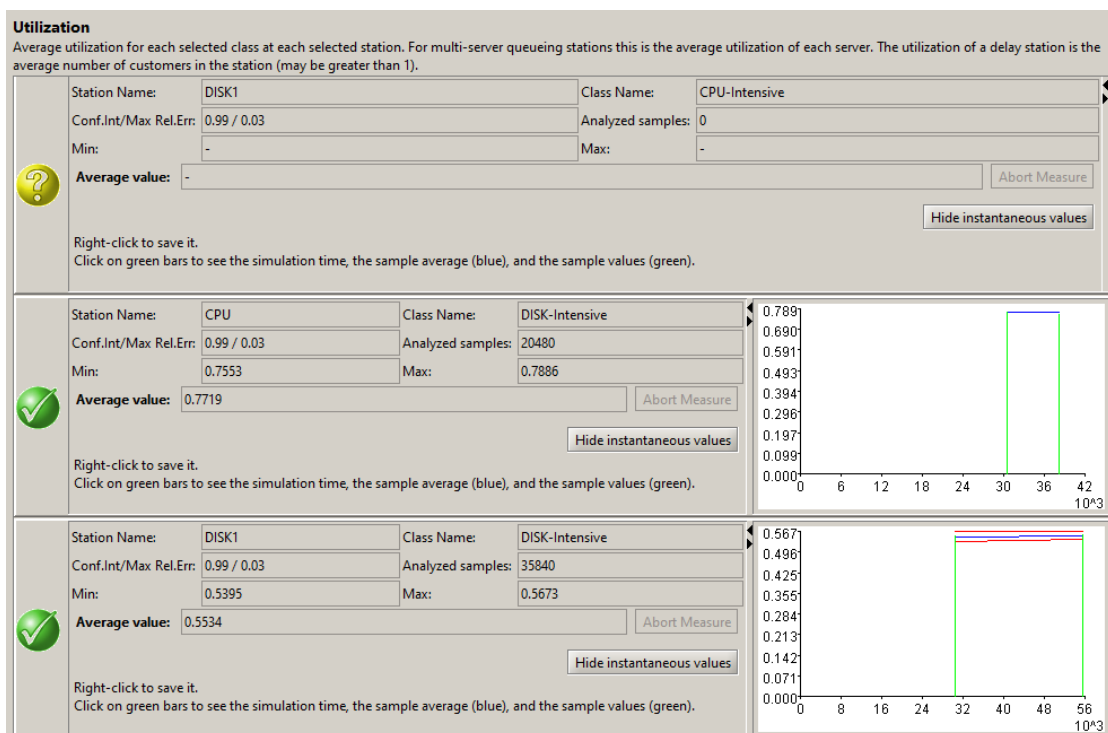 Utilization
Average utilization for each selected class at each selected station. For multi-server queueing stations this is the average utilization of each server. The utilization of a delay station is the
average number of customers in the station (may be greater than 1).
Station Name: DISK1 Class Name: CPU-Intensive
Conf.Int/Max Rel.Err: 0.99 / 0.03 Analyzed samples: 0
Min: - Max: -
Average value: - Abort Measure
Hide instantaneous values
Right-click to save it.
Click on green bars to see the simulation time, the sample average (blue), and the sample values (green).
Station Name: CPU Class Name: DISK-Intensive
Conf.Int/Max Rel.Err: 0.99 / 0.03 Analyzed samples: 20480
Min: 0.7553 Max: 0.7886
Average value: 0.7719 Abort Measure
Hide instantaneous values
Right-click to save it.
Click on green bars to see the simulation time, the sample average (blue), and the sample values (green).
0.789
0.690
0.591
0.493
0.394
0.296
0.197
0.099
0.000
0 6 12 18 24 30 36 42
10^3
Station Name: DISK1 Class Name: DISK-Intensive
Conf.Int/Max Rel.Err: 0.99 / 0.03 Analyzed samples: 35840
Min: 0.5395 Max: 0.5673
Average value: 0.5534 Abort Measure
Hide instantaneous values
Right-click to save it.
Click on green bars to see the simulation time, the sample average (blue), and the sample values (green).
0.567
0.496
0.425
0.355
0.284
0.213
0.142
0.071
0.000
0 8 16 24 32 40 48 56
10^3